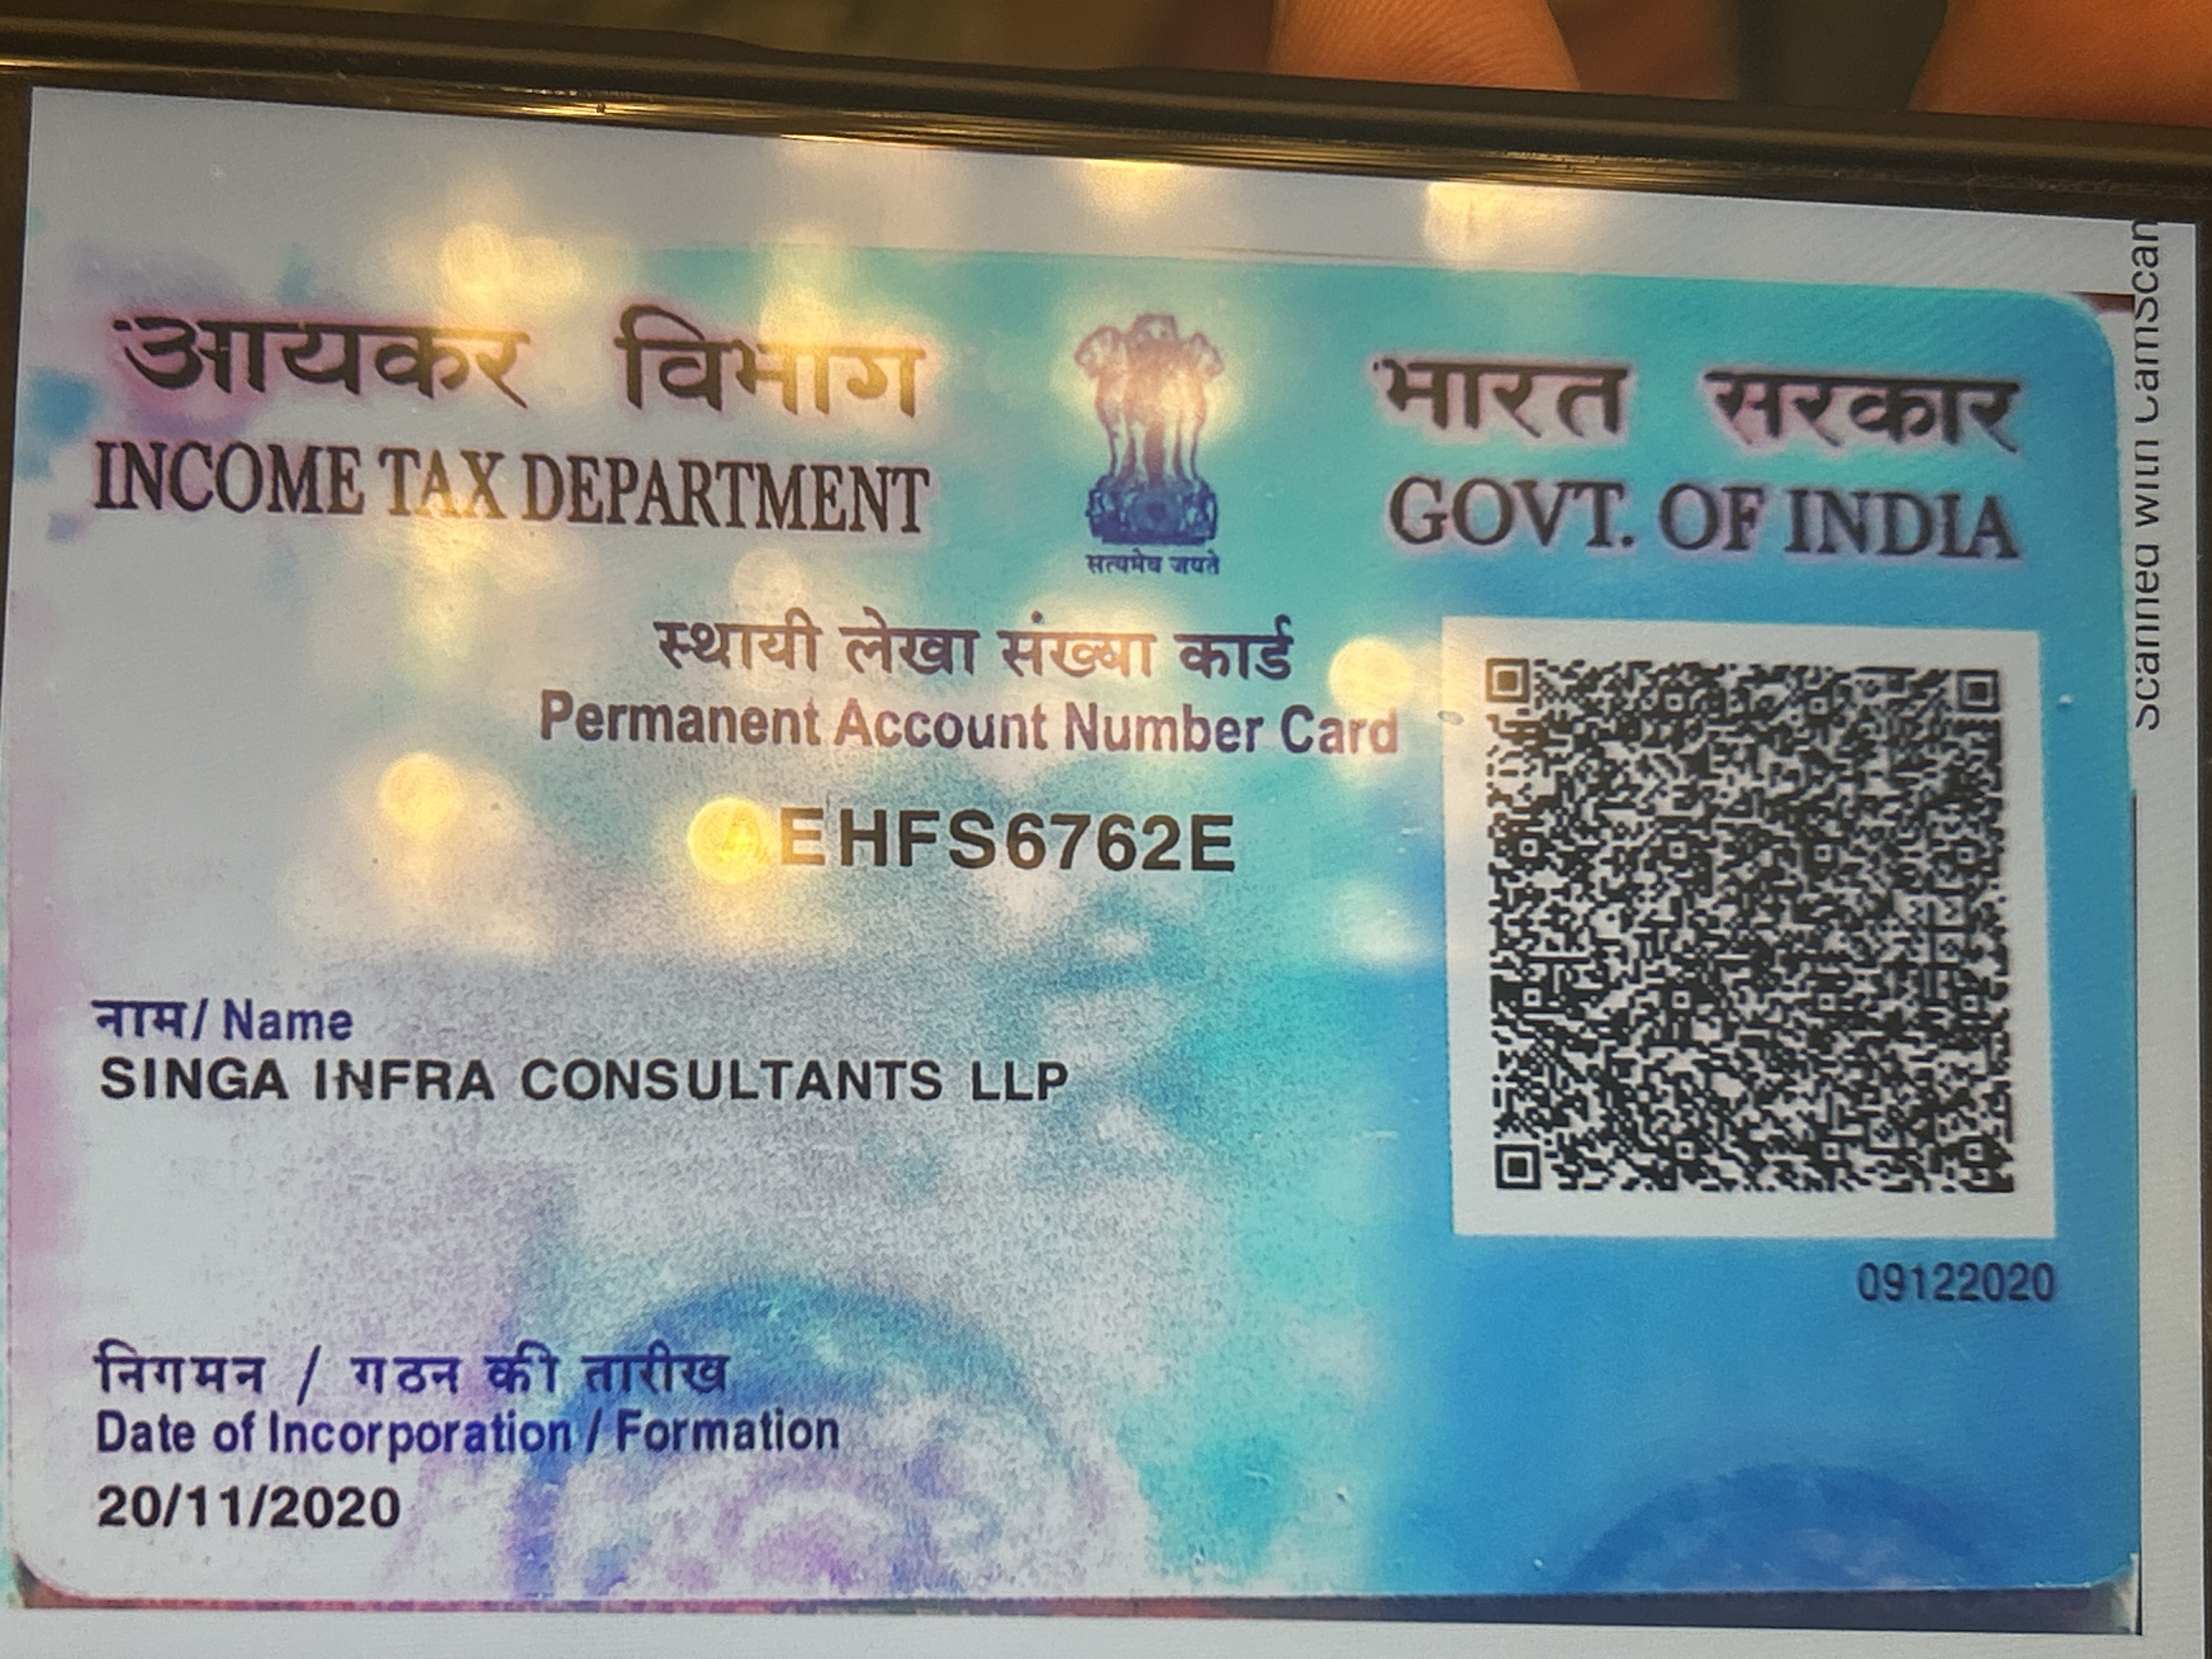 आयकर विभाग
INCOME TAX DEPARTMENT
सत्यमेव जयते
भारत सरकार
GOVT. OF INDIA
स्थायी लेखा संख्या कार्ड
Permanent Account Number Card
AEHFS6762E
नाम / Name
SINGA INFRA CONSULTANTS LLP
09122020
निगमन / गठन की तारीख
Date of Incorporation / Formation
20/11/2020
Scanned with CamScan